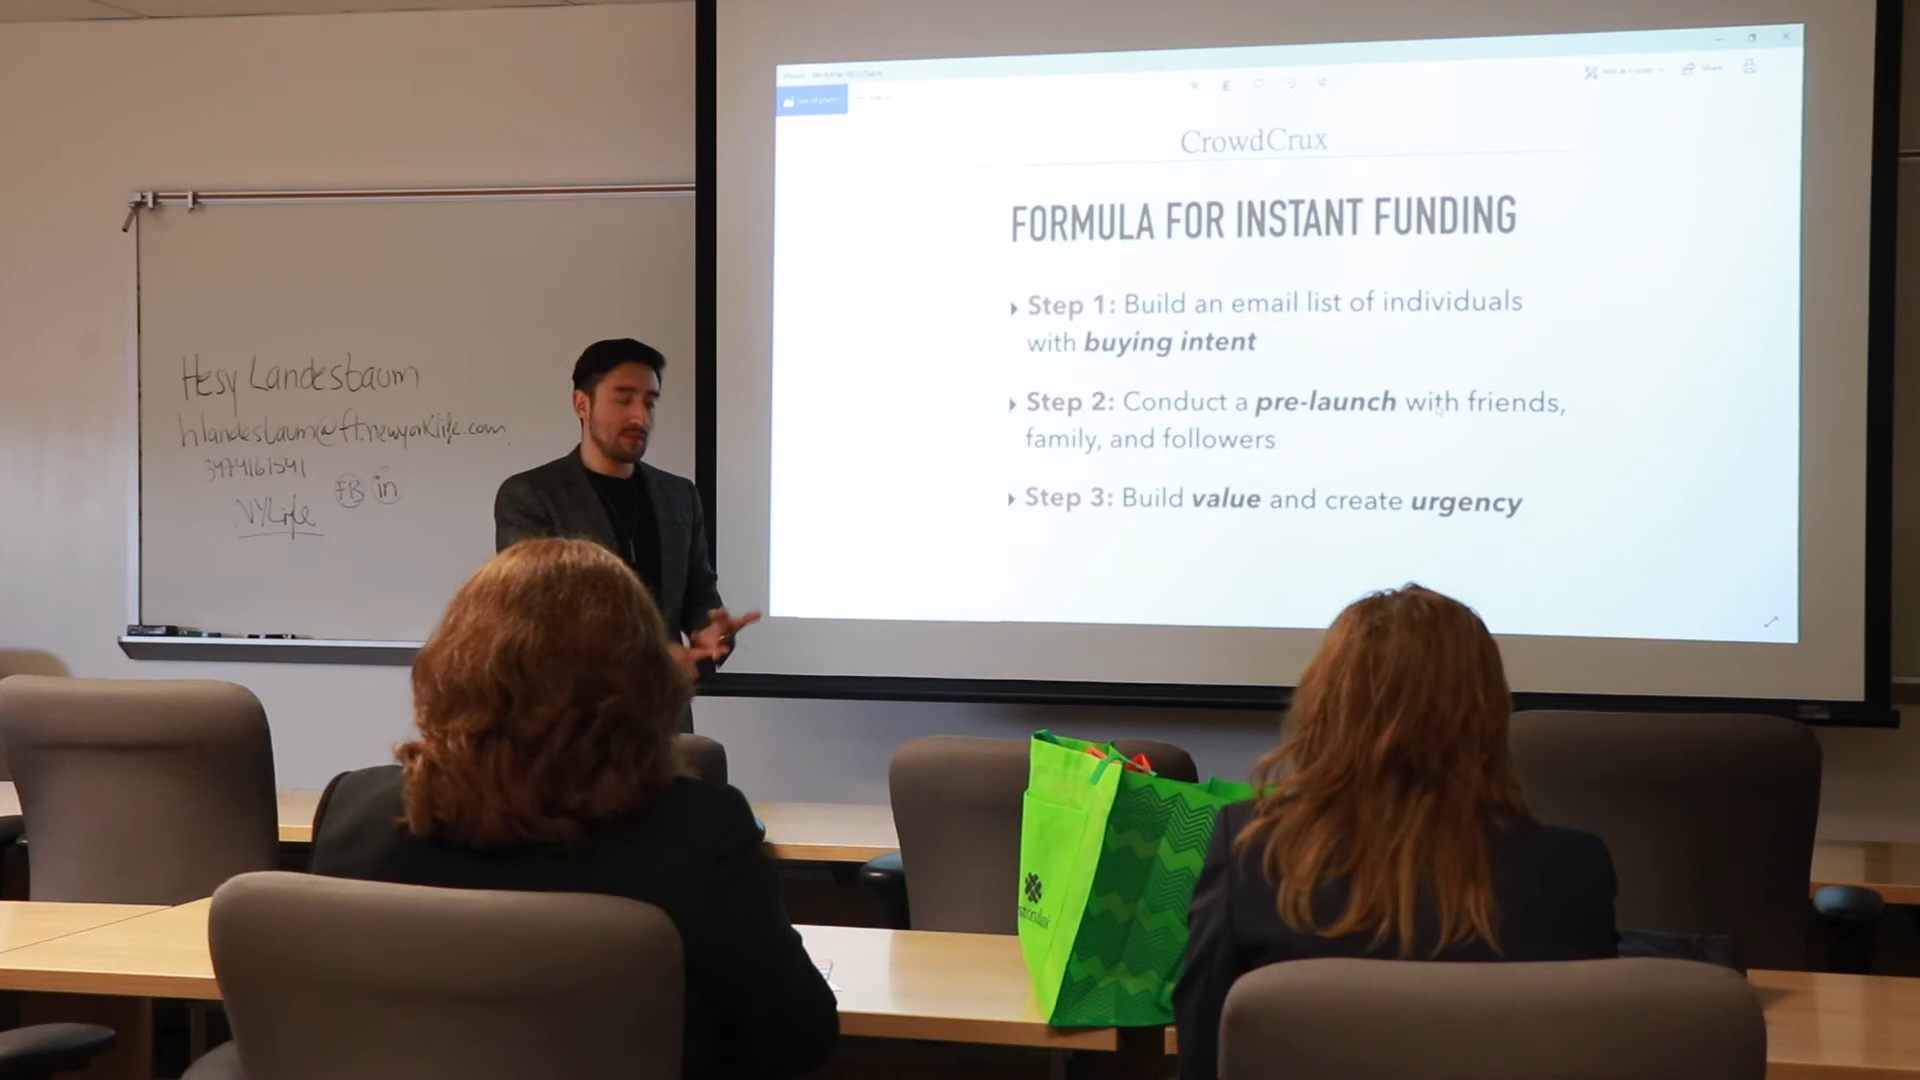 CrowdCrux
FORMULA FOR INSTANT FUNDING
Step 1: Build an email list of individuals
with buying intent
Step 2: Conduct a pre-launch with friends,
family, and followers
Step 3: Build value and create urgency
Share
Hesy Landesbaum
hlandesbaum@ft.newyorklife.com
3474161541
FB in
NYLife